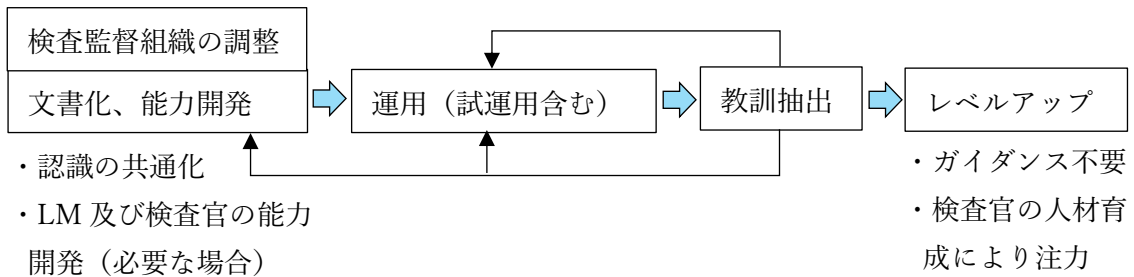 検査監督組織の調整
文書化、能力開発
運用（試運用含む）
教訓抽出
レベルアップ
・認識の共通化
・LM 及び検査官の能力
開発（必要な場合）
・ガイダンス不要
・検査官の人材育
成により注力